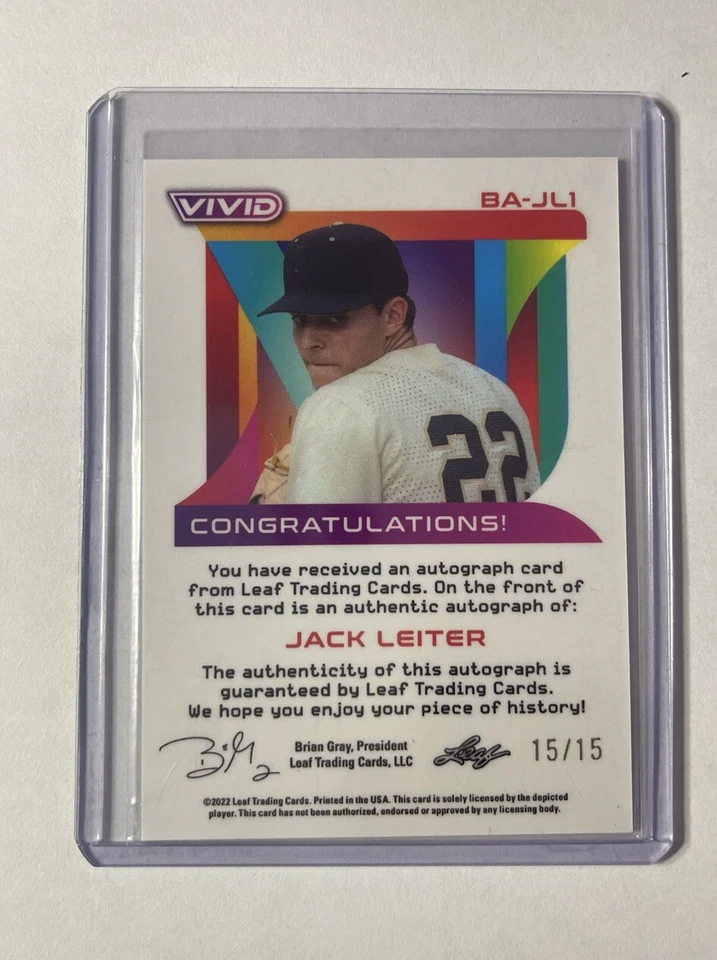 VIVID
BA-JL1
22
CONGRATULATIONS!
You have received an autograph card
from Leaf Trading Cards. On the front of
this card is an authentic autograph of:
JACK LEITER
The authenticity of this autograph is
guaranteed by Leaf Trading Cards.
We hope you enjoy your piece of history!
Brian Gray, President
Leaf Trading Cards, LLC
Leaf
15/15
©2022 Leaf Trading Cards. Printed in the USA. This card is solely licensed by the depicted
player. This card has not been authorized, endorsed or approved by any licensing body.